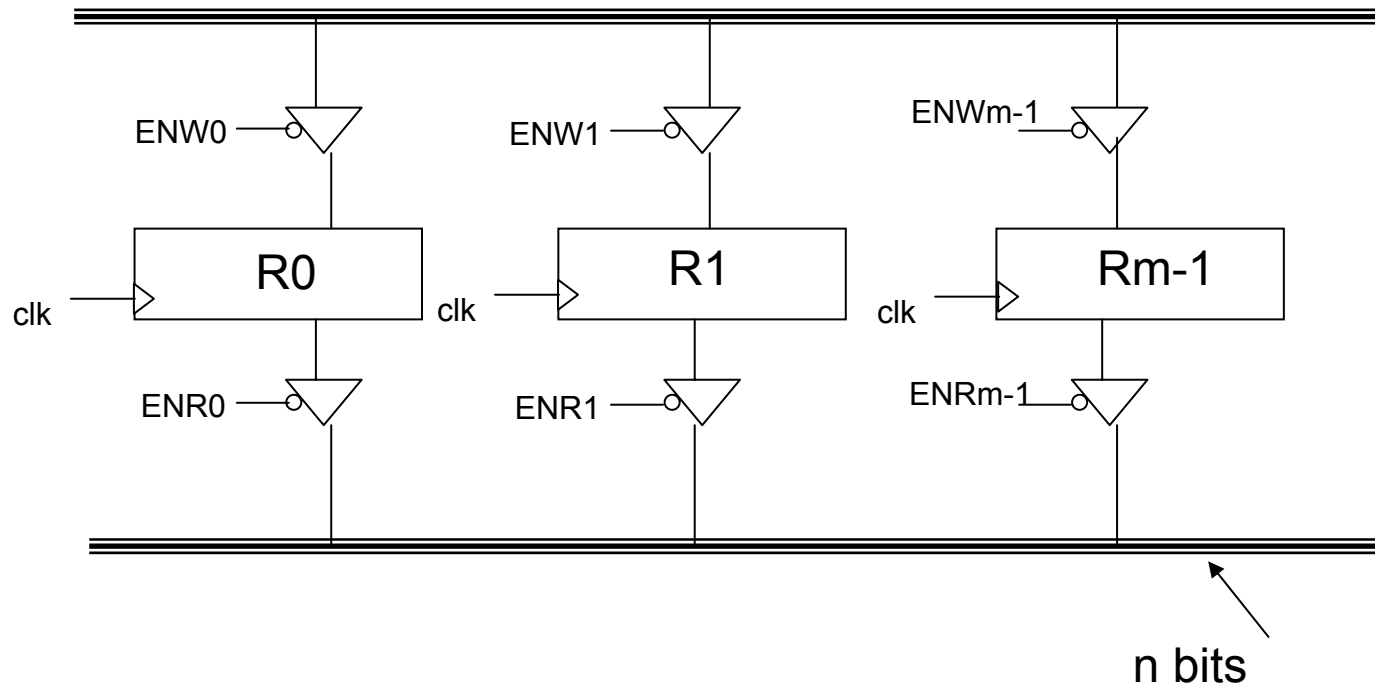 ENW0
ENW1
ENWm-1
R0
R1
Rm-1
clk
clk
clk
ENR0
ENR1
ENRm-1
n bits